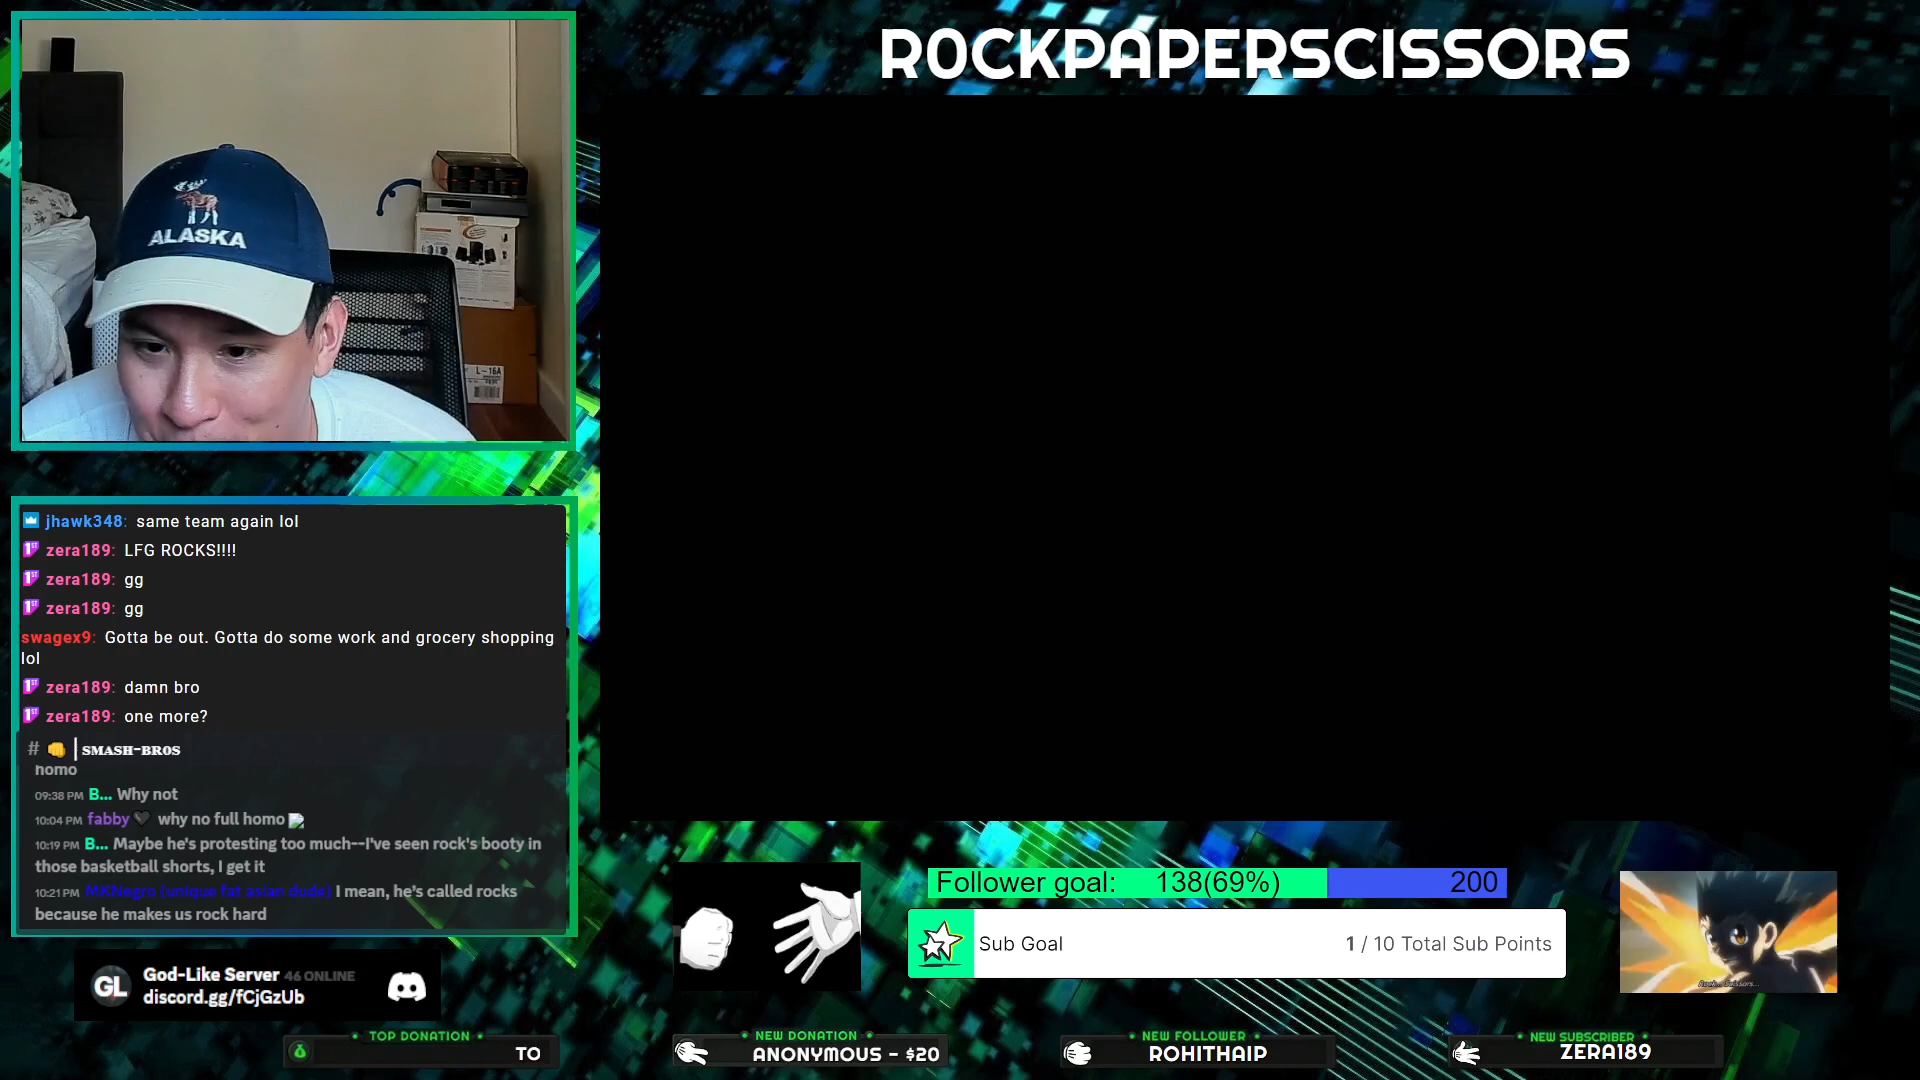 R0CKPAPERSCISSORS
ALASKA
L-16A
jhawk348: same team again lol
zera189: LFG ROCKS!!!!
zera189: gg
zera189: gg
swagex9: Gotta be out. Gotta do some work and grocery shopping
lol
zera189: damn bro
zera189: one more?
# 👊 | SMASH-BROS
homo
09:38 PM B... Why not
10:04 PM fabby🖤 why no full homo
10:19 PM B... Maybe he's protesting too much--I've seen rock's booty in
those basketball shorts, I get it
10:21 PM MKNegro (unique fat asian dude) I mean, he's called rocks
because he makes us rock hard
GL
God-Like Server 46 ONLINE
discord.gg/fCjGzUb
Follower goal: 138(69%) 200
Sub Goal 1 / 10 Total Sub Points
TOP DONATION
TO
NEW DONATION
ANONYMOUS - $20
NEW FOLLOWER
ROHITHAIP
NEW SUBSCRIBER
ZERA189